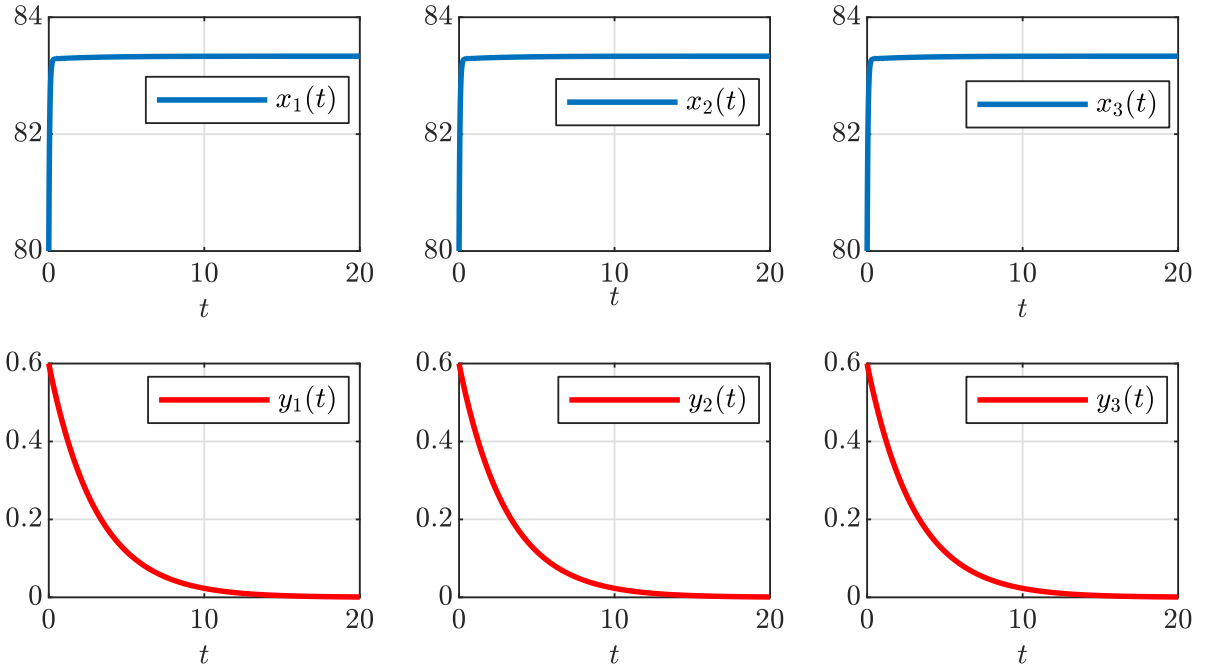 84 84 84
x₁(t) x₂(t) x₃(t)
82 82 82
80 80 80
0 10 20 0 10 20 0 10 20
t t t
0.6 0.6 0.6
y₁(t) y₂(t) y₃(t)
0.4 0.4 0.4
0.2 0.2 0.2
0 0 0
0 10 20 0 10 20 0 10 20
t t t